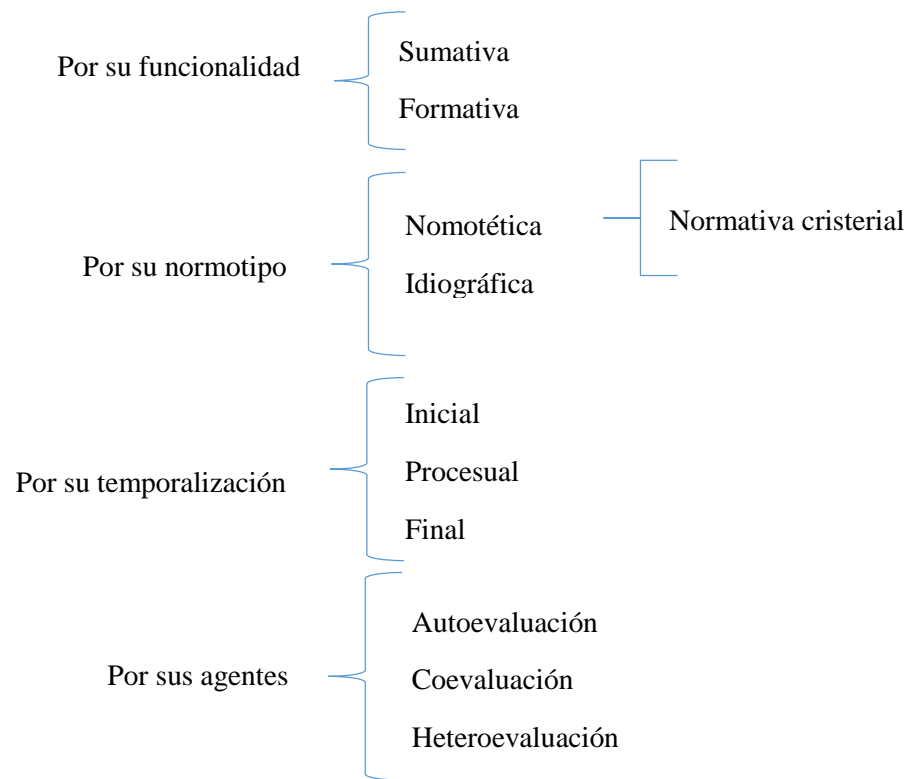 Por su funcionalidad
Sumativa
Formativa
Por su normotipo
Nomotética
Normativa cristerial
Idiográfica
Por su temporalización
Inicial
Procesual
Final
Por sus agentes
Autoevaluación
Coevaluación
Heteroevaluación